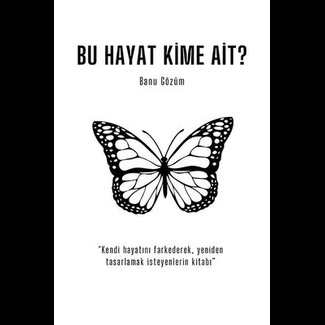 BU HAYAT KİME AİT?
Banu Gözüm
"Kendi hayatını farkederek, yeniden
tasarlamak isteyenlerin kitabı"